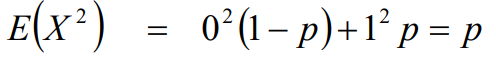 E(X²) = 0²(1 − p)+1² p = p